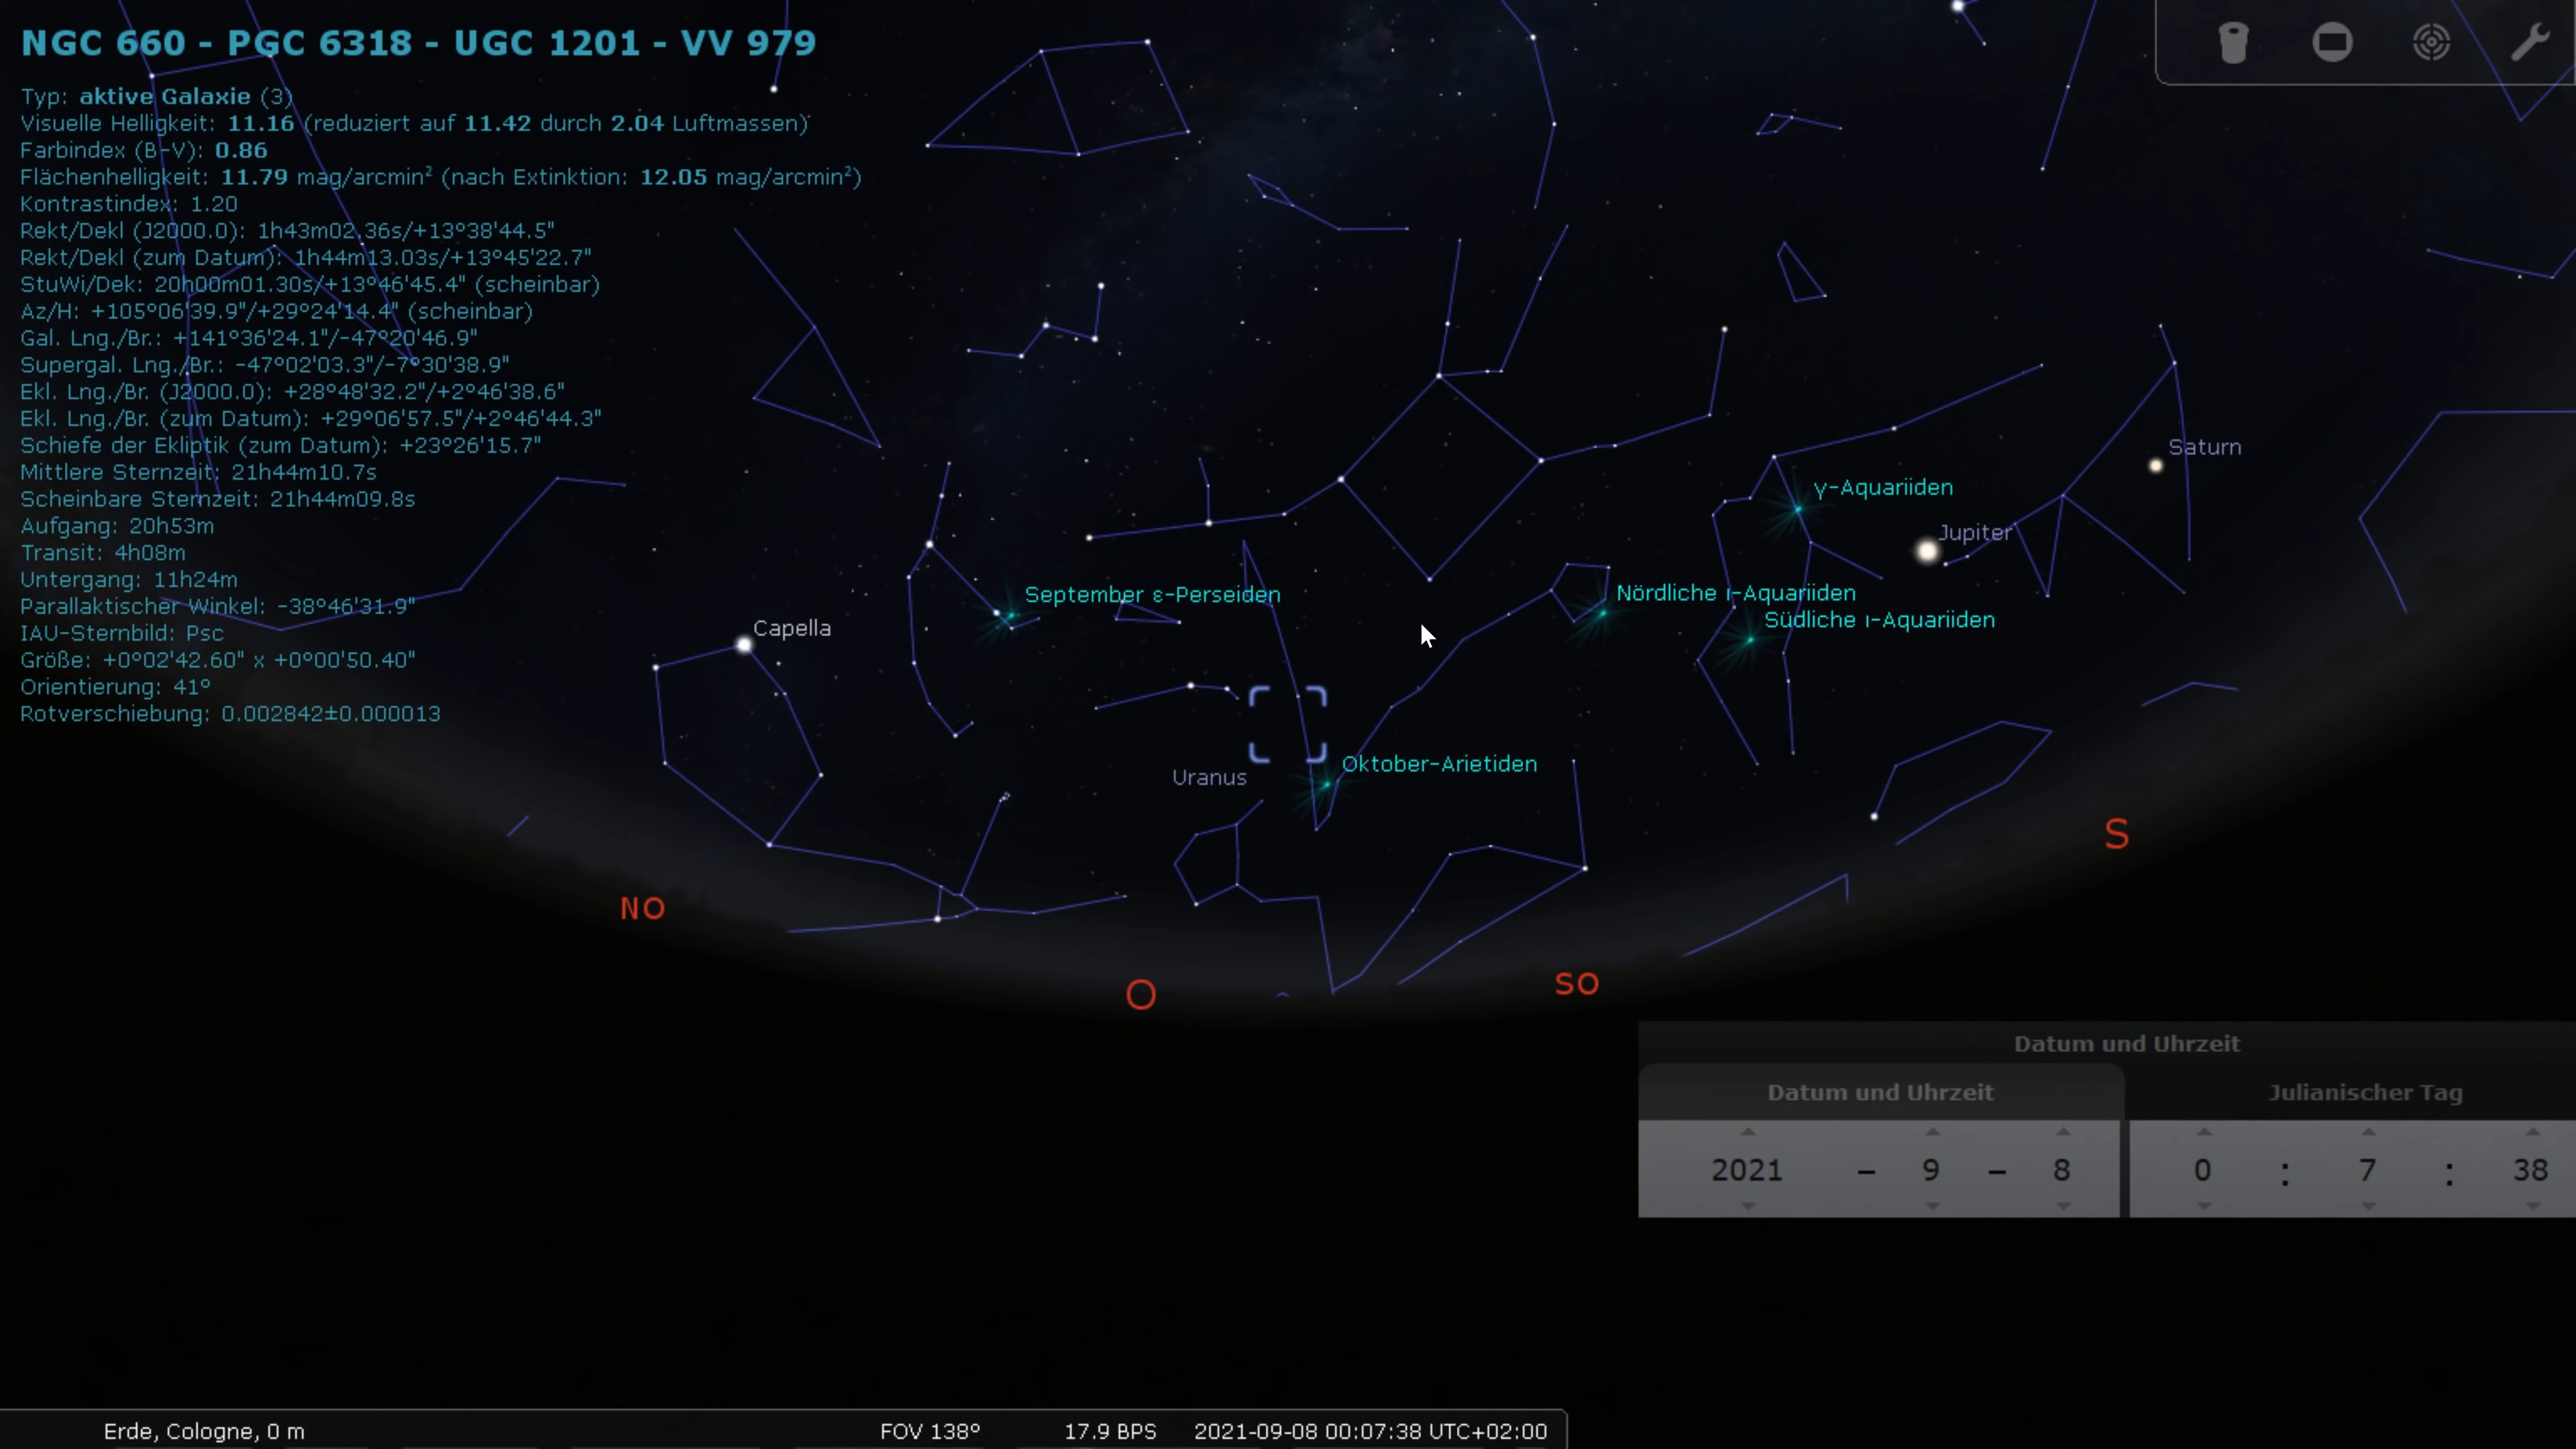 NGC 660 - PGC 6318 - UGC 1201 - VV 979
Typ: aktive Galaxie (3)
Visuelle Helligkeit: 11.16 (reduziert auf 11.42 durch 2.04 Luftmassen)
Farbindex (B-V): 0.86
Flächenhelligkeit: 11.79 mag/arcmin² (nach Extinktion: 12.05 mag/arcmin²)
Kontrastindex: 1.20
Rekt/Dekl (J2000.0): 1h43m02.36s/+13°38'44.5"
Rekt/Dekl (zum Datum): 1h44m13.03s/+13°45'22.7"
StuWi/Dek: 20h00m01.30s/+13°46'45.4" (scheinbar)
Az/H: +105°06'39.9"/+29°24'14.4" (scheinbar)
Gal. Lng./Br.: +141°36'24.1"/-47°20'46.9"
Supergal. Lng./Br.: -47°02'03.3"/-7°30'38.9"
Ekl. Lng./Br. (J2000.0): +28°48'32.2"/+2°46'38.6"
Ekl. Lng./Br. (zum Datum): +29°06'57.5"/+2°46'44.3"
Schiefe der Ekliptik (zum Datum): +23°26'15.7"
Mittlere Sternzeit: 21h44m10.7s
Scheinbare Sternzeit: 21h44m09.8s
Aufgang: 20h53m
Transit: 4h08m
Untergang: 11h24m
Parallaktischer Winkel: -38°46'31.9"
IAU-Sternbild: Psc
Größe: +0°02'42.60" x +0°00'50.40"
Orientierung: 41°
Rotverschiebung: 0.002842±0.000013
Saturn
γ-Aquariiden
Jupiter
September ε-Perseiden
Nördliche ι-Aquariiden
Südliche ι-Aquariiden
Capella
Oktober-Arietiden
Uranus
S
NO
O
SO
Datum und Uhrzeit
Datum und Uhrzeit
Julianischer Tag
2021 - 9 - 8 0 : 7 : 38
Erde, Cologne, 0 m FOV 138° 17.9 BPS 2021-09-08 00:07:38 UTC+02:00